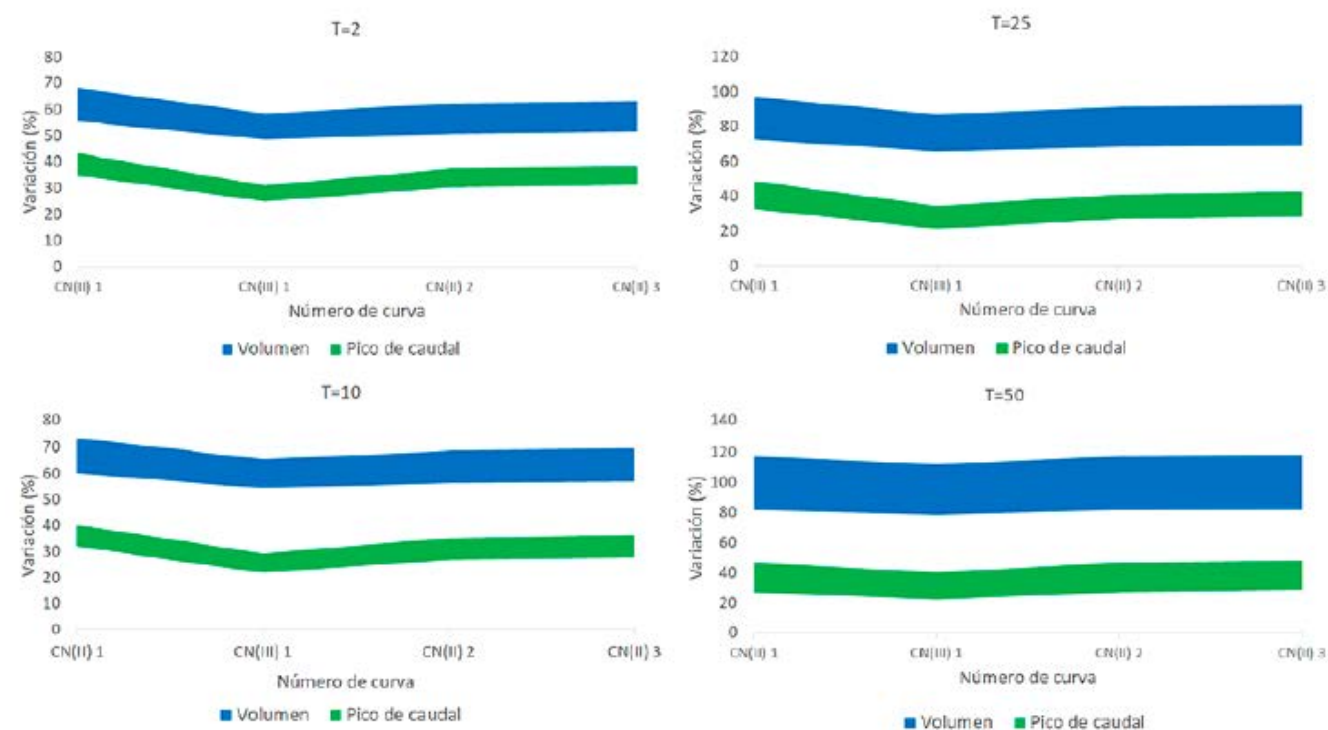 T=2
80
70
60
50
40
30
20
10
0
Variación (%)
CN(II) 1 CN(III) 1 CN(II) 2 CN(II) 3
Número de curva
Volumen Pico de caudal
T=25
120
100
80
60
40
20
0
Variación (%)
CN(II) 1 CN(III) 1 CN(II) 2 CN(II) 3
Número de curva
Volumen Pico de caudal
T=10
80
70
60
50
40
30
20
10
0
Variación (%)
CN(II) 1 CN(III) 1 CN(II) 2 CN(II) 3
Número de curva
Volumen Pico de caudal
T=50
140
120
100
80
60
40
20
0
Variación (%)
CN(II) 1 CN(III) 1 CN(II) 2 CN(II) 3
Número de curva
Volumen Pico de caudal